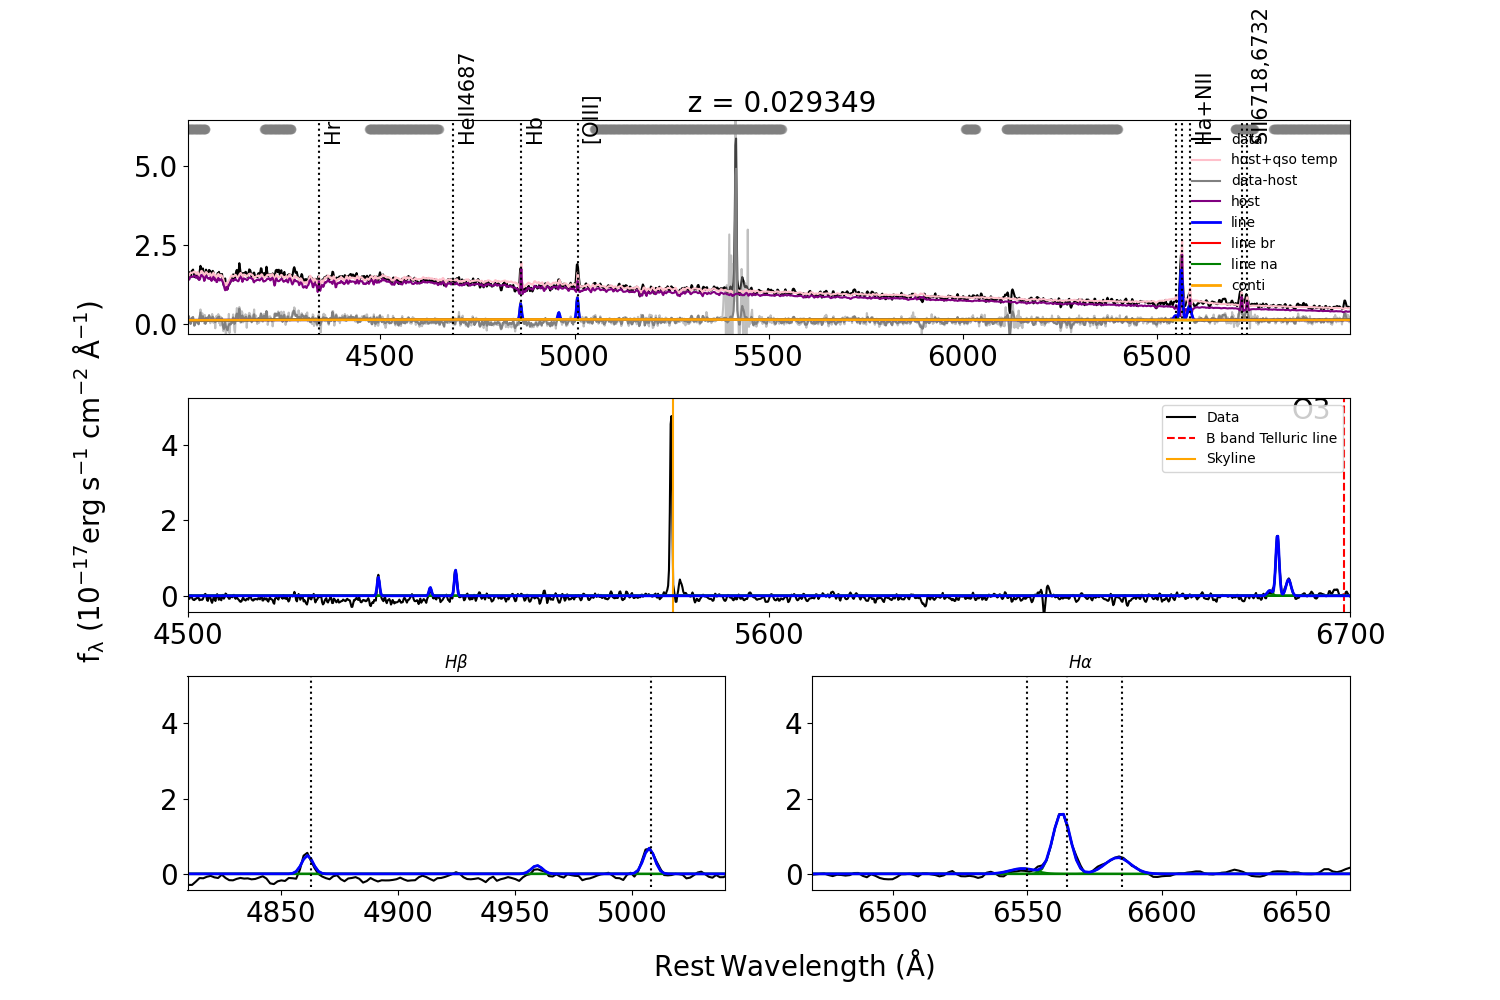 z = 0.029349
Hr
HeII4687
Hb
[OIII]
Ha+NII
SII6718,6732
data
host+qso temp
data-host
host
line
line br
line na
conti
5.0
2.5
0.0
4500 5000 5500 6000 6500
O3
Data
B band Telluric line
Skyline
4
2
0
4500 5600 6700
fλ (10−17erg s−1 cm−2 Å−1)
Hβ
4
2
0
4850 4900 4950 5000
Hα
4
2
0
6500 6550 6600 6650
Rest Wavelength (Å)